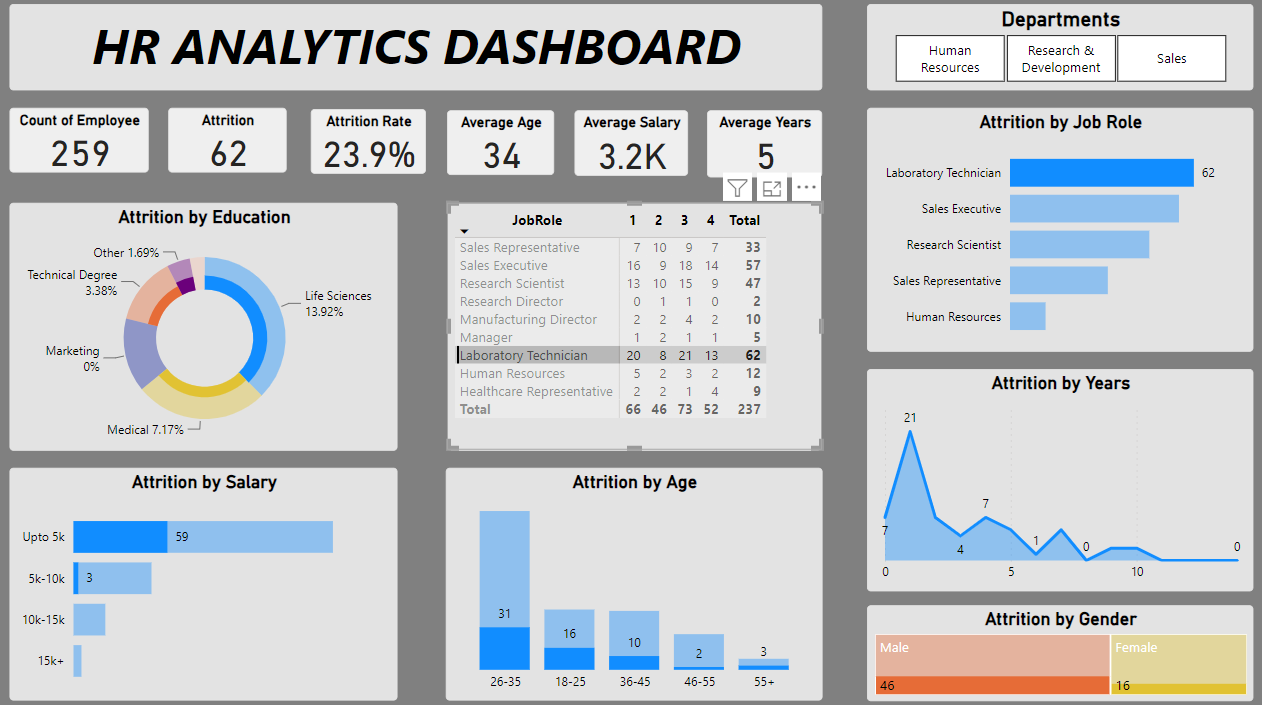 HR ANALYTICS DASHBOARD
Departments
Human
Resources
Research &
Development
Sales
Count of Employee
259
Attrition
62
Attrition Rate
23.9%
Average Age
34
Average Salary
3.2K
Average Years
5
Attrition by Job Role
Laboratory Technician 62
Sales Executive
Research Scientist
Sales Representative
Human Resources
Attrition by Education
Other 1.69%
Technical Degree
3.38%
Life Sciences
13.92%
Marketing
0%
Medical 7.17%
JobRole 1 2 3 4 Total
Sales Representative 7 10 9 7 33
Sales Executive 16 9 18 14 57
Research Scientist 13 10 15 9 47
Research Director 0 1 1 0 2
Manufacturing Director 2 2 4 2 10
Manager 1 2 1 1 5
Laboratory Technician 20 8 21 13 62
Human Resources 5 2 3 2 12
Healthcare Representative 2 2 1 4 9
Total 66 46 73 52 237
Attrition by Years
21
7
7
4
1
0
0
0 5 10
Attrition by Salary
Upto 5k 59
5k-10k 3
10k-15k
15k+
Attrition by Age
31
16
10
2
3
26-35 18-25 36-45 46-55 55+
Attrition by Gender
Male Female
46 16